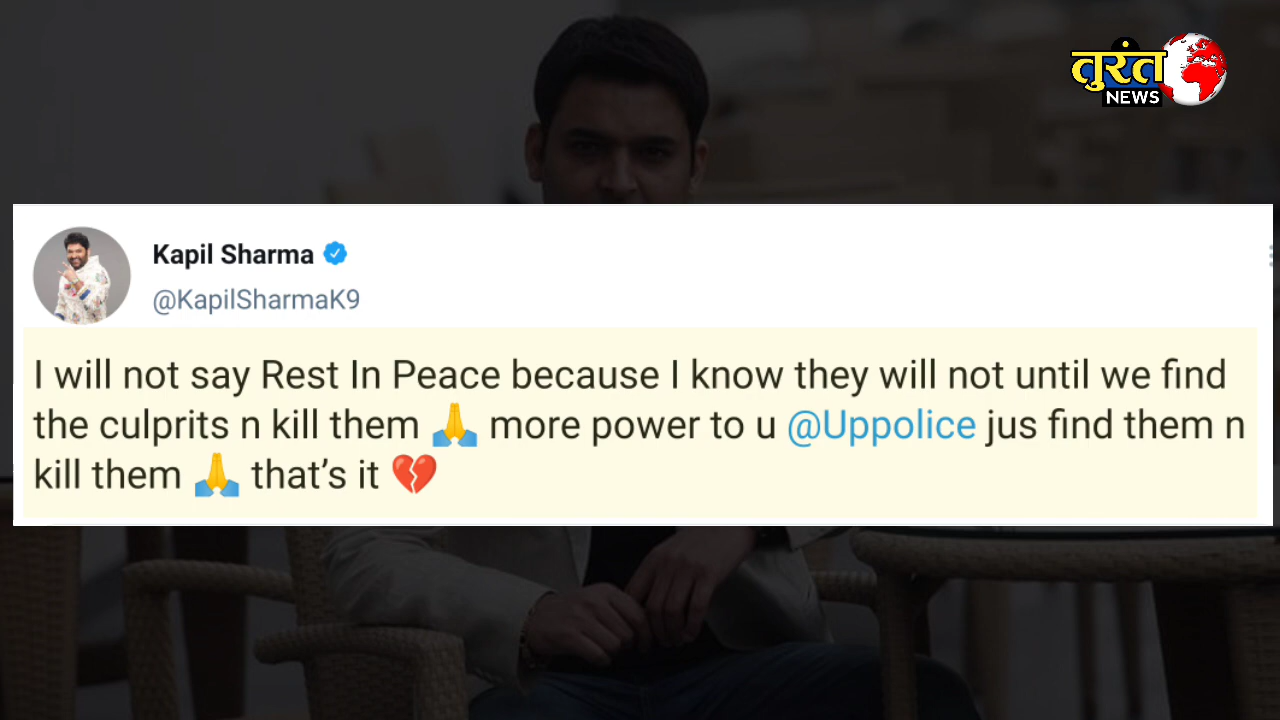 तुरंत
NEWS
Kapil Sharma
@KapilSharmaK9
I will not say Rest In Peace because I know they will not until we find
the culprits n kill them 🙏 more power to u @Uppolice jus find them n
kill them 🙏 that’s it 💔